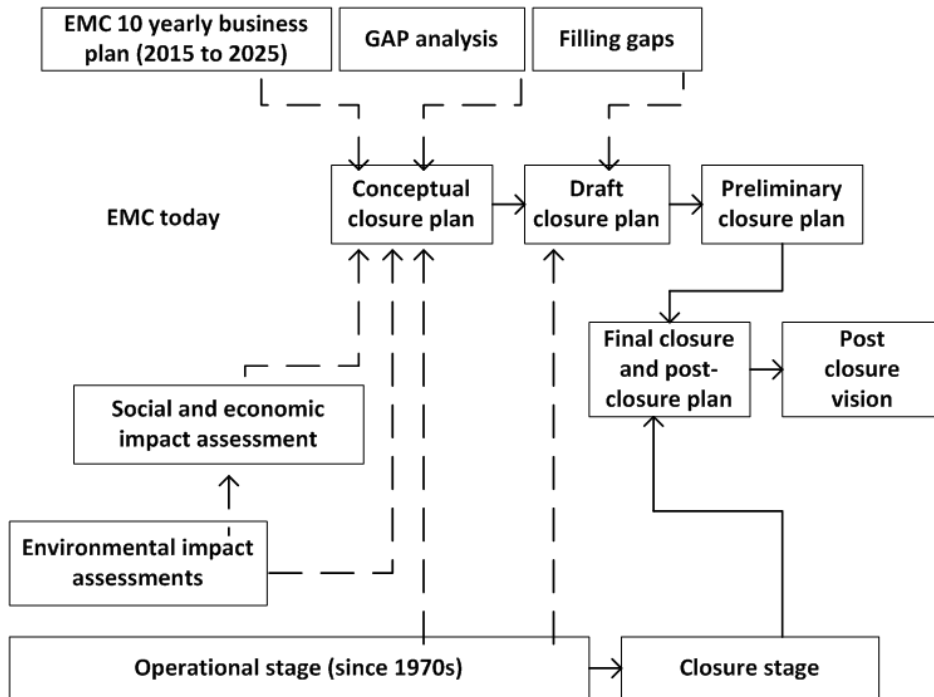 EMC 10 yearly business
plan (2015 to 2025)
GAP analysis
Filling gaps
EMC today
Conceptual
closure plan
Draft
closure plan
Preliminary
closure plan
Final closure
and post-
closure plan
Post
closure
vision
Social and economic
impact assessment
Environmental impact
assessments
Operational stage (since 1970s)
Closure stage